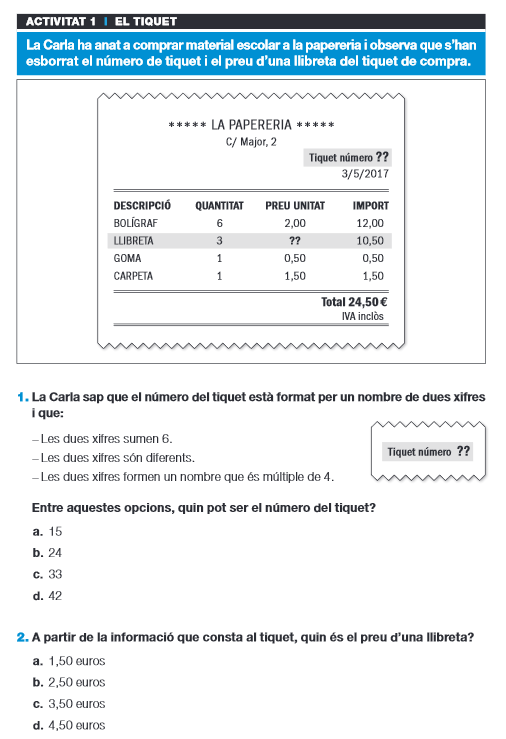 ACTIVITAT 1 I EL TIQUET
La Carla ha anat a comprar material escolar a la papereria i observa que s'han
esborrat el número de tiquet i el preu d'una llibreta del tiquet de compra.
***** LA PAPERERIA *****
C/ Major, 2
Tiquet número ??
3/5/2017
DESCRIPCIÓ QUANTITAT PREU UNITAT IMPORT
BOLÍGRAF 6 2,00 12,00
LLIBRETA 3 ?? 10,50
GOMA 1 0,50 0,50
CARPETA 1 1,50 1,50
Total 24,50 €
IVA inclòs
1. La Carla sap que el número del tiquet està format per un nombre de dues xifres
i que:
– Les dues xifres sumen 6.
– Les dues xifres són diferents.
– Les dues xifres formen un nombre que és múltiple de 4.
Tiquet número ??
Entre aquestes opcions, quin pot ser el número del tiquet?
a. 15
b. 24
c. 33
d. 42
2. A partir de la informació que consta al tiquet, quin és el preu d'una llibreta?
a. 1,50 euros
b. 2,50 euros
c. 3,50 euros
d. 4,50 euros